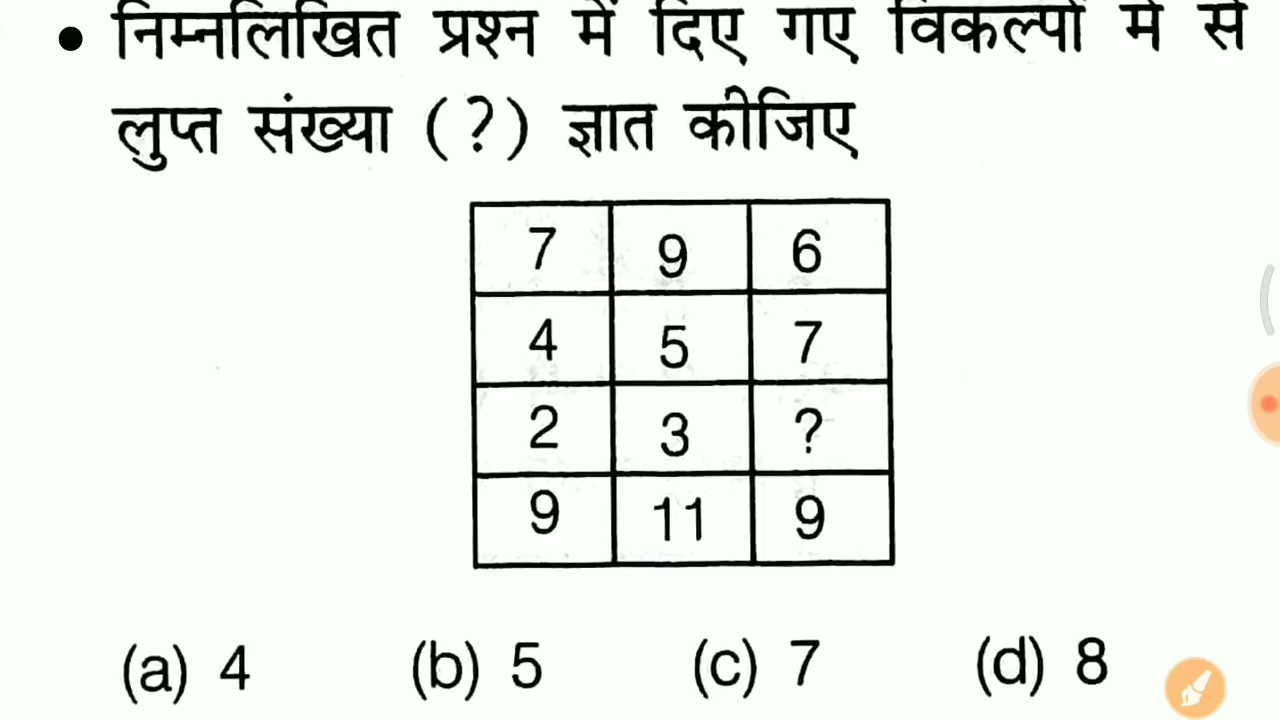 • निम्नलिखित प्रश्न में दिए गए विकल्पों में से
लुप्त संख्या (?) ज्ञात कीजिए
7 9 6
4 5 7
2 3 ?
9 11 9
(a) 4 (b) 5 (c) 7 (d) 8